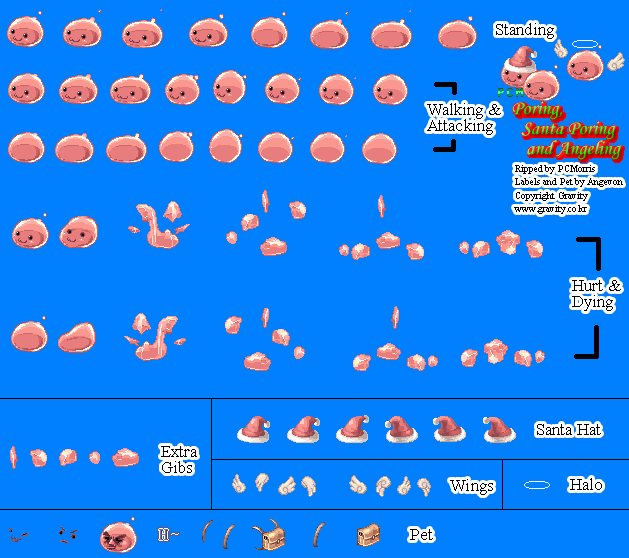 Standing
PCM
Poring,
Santa Poring
and Angeling
Walking &
Attacking
Ripped by PCMorris
Labels and Pet by Angevon
Copyright Gravity
www.gravity.co.kr
Hurt &
Dying
Extra
Gibs
Santa Hat
Wings
Halo
Pet